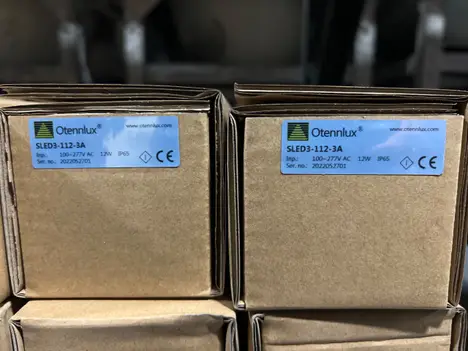 Otennlux® www.otennlux.com
SLED3-112-3A
Inp.: 100~277V AC 12W IP65
Ser. no.: 2022052701
CE
Otennlux® www.otennlux.com
SLED3-112-3A
Inp.: 100~277V AC 12W IP65
Ser. no.: 2022052701
CE